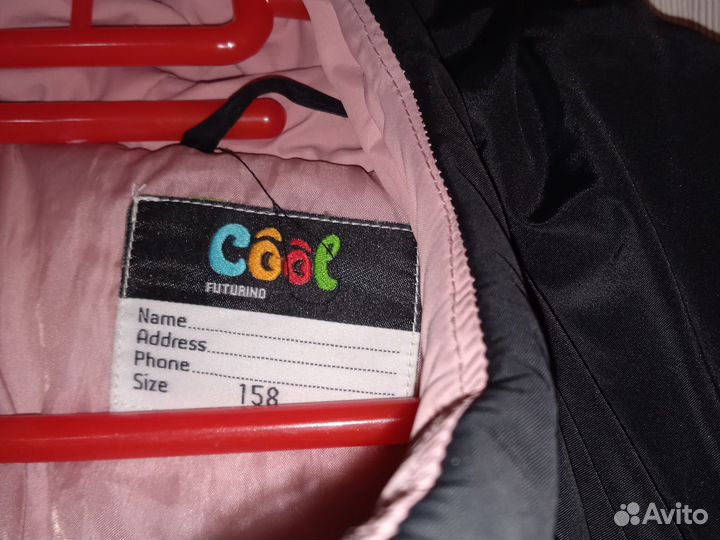 Cool
FUTURINO
Name
Address
Phone
Size 158
Avito